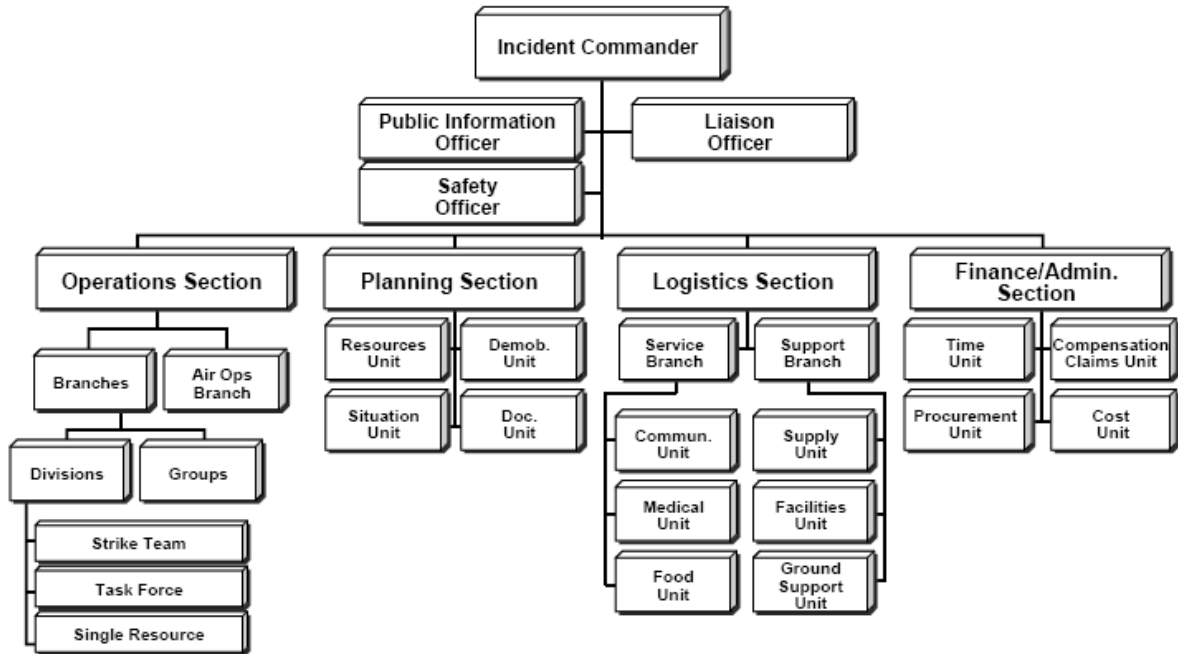 Incident Commander
Public Information
Officer
Liaison
Officer
Safety
Officer
Operations Section
Planning Section
Logistics Section
Finance/Admin.
Section
Branches
Air Ops
Branch
Resources
Unit
Demob.
Unit
Service
Branch
Support
Branch
Time
Unit
Compensation
Claims Unit
Situation
Unit
Doc.
Unit
Procurement
Unit
Cost
Unit
Divisions
Groups
Commun.
Unit
Supply
Unit
Strike Team
Task Force
Single Resource
Medical
Unit
Facilities
Unit
Food
Unit
Ground
Support
Unit